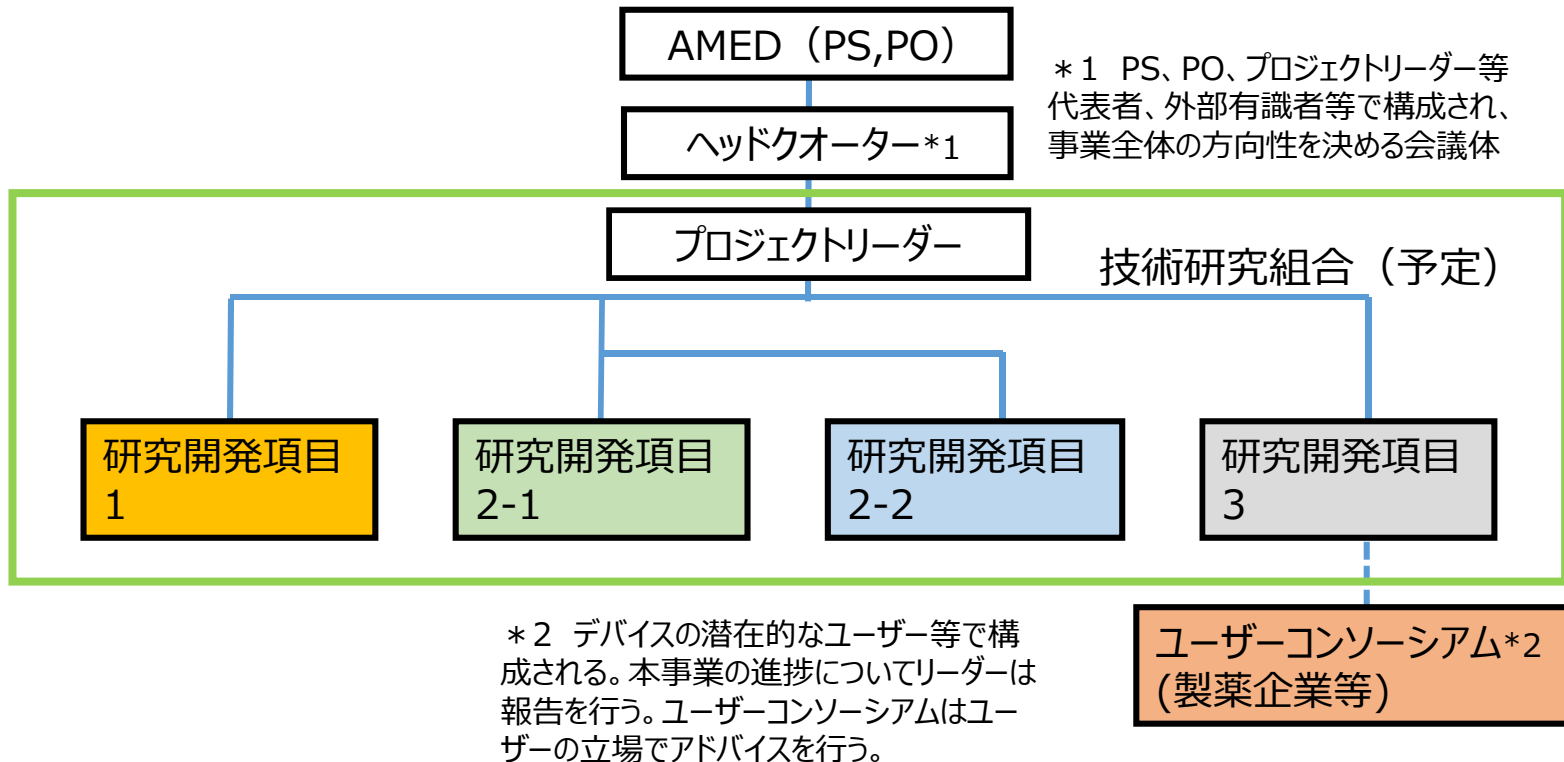 AMED（PS,PO）
＊1 PS、PO、プロジェクトリーダー等
代表者、外部有識者等で構成され、
事業全体の方向性を決める会議体
ヘッドクオーター*1
プロジェクトリーダー
技術研究組合（予定）
研究開発項目
1
研究開発項目
2-1
研究開発項目
2-2
研究開発項目
3
＊2 デバイスの潜在的なユーザー等で構
成される。本事業の進捗についてリーダーは
報告を行う。ユーザーコンソーシアムはユー
ザーの立場でアドバイスを行う。
ユーザーコンソーシアム*2
(製薬企業等)